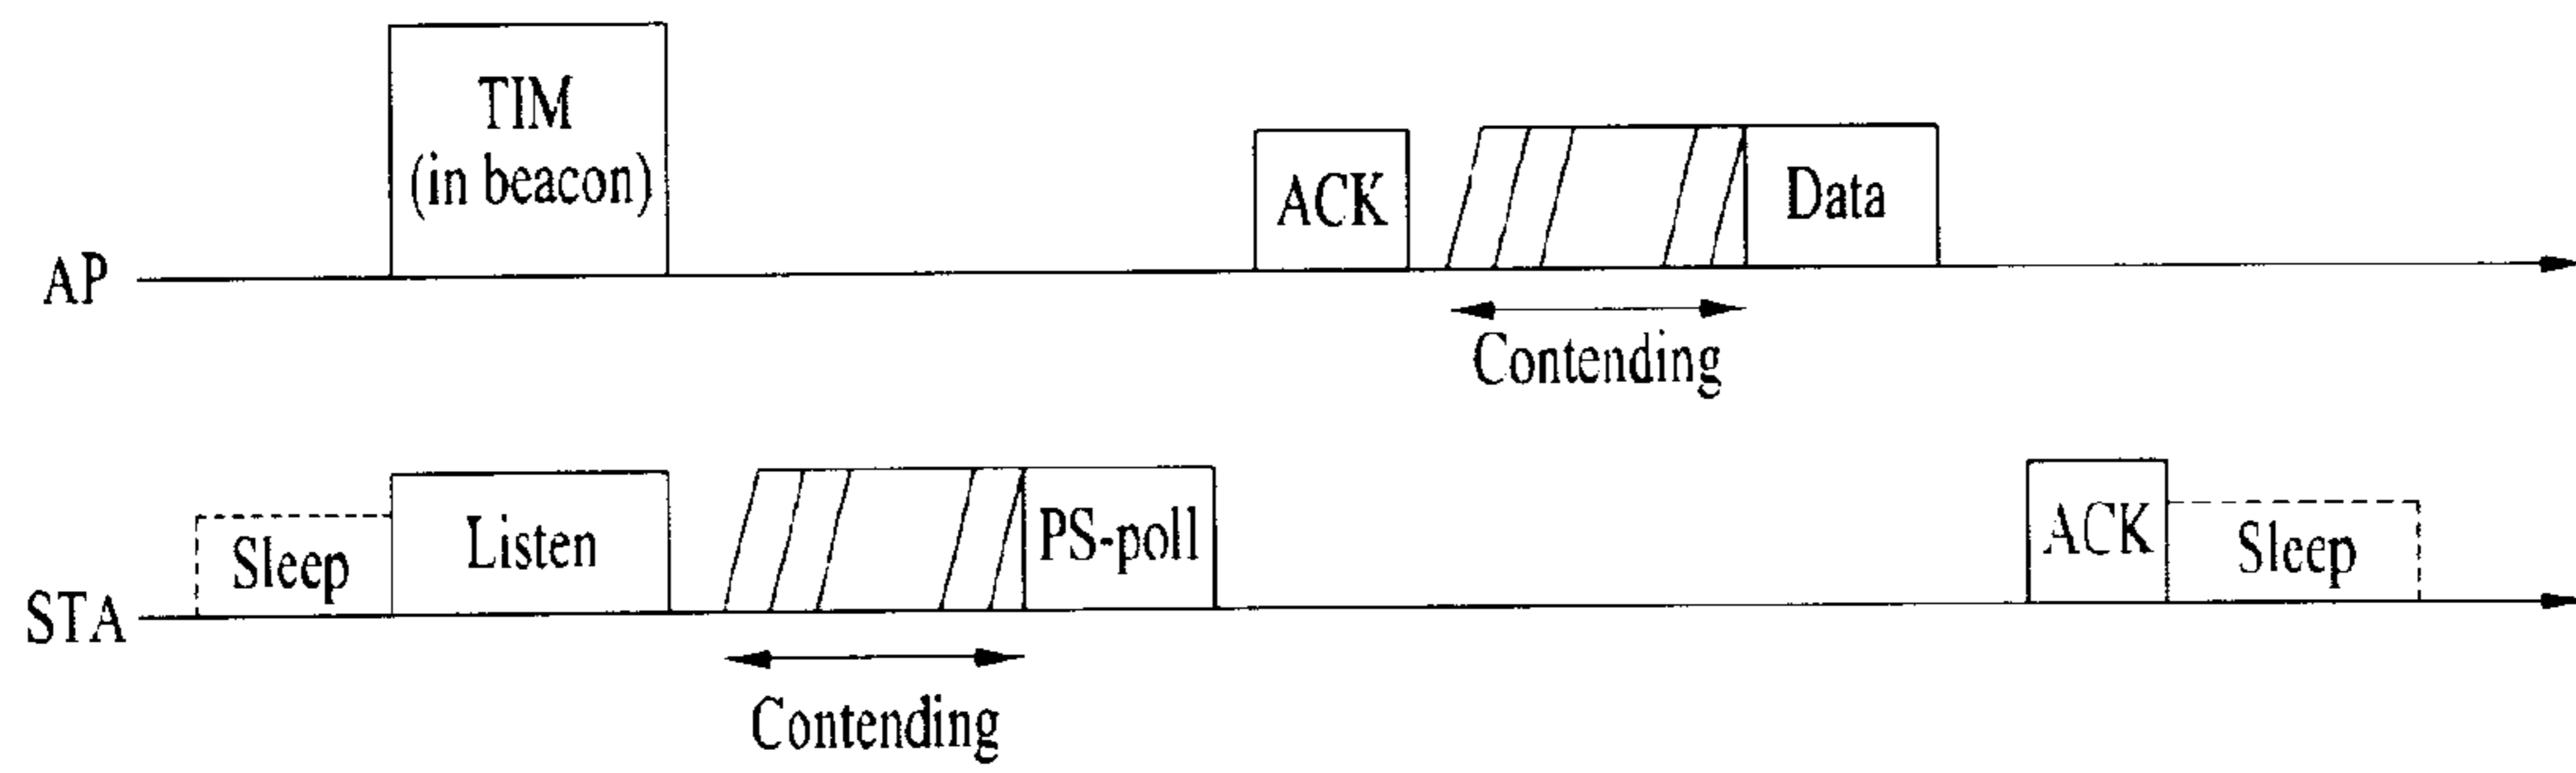 TIM
(in beacon)
ACK
Data
AP
Contending
Sleep
Listen
PS-poll
ACK
Sleep
STA
Contending